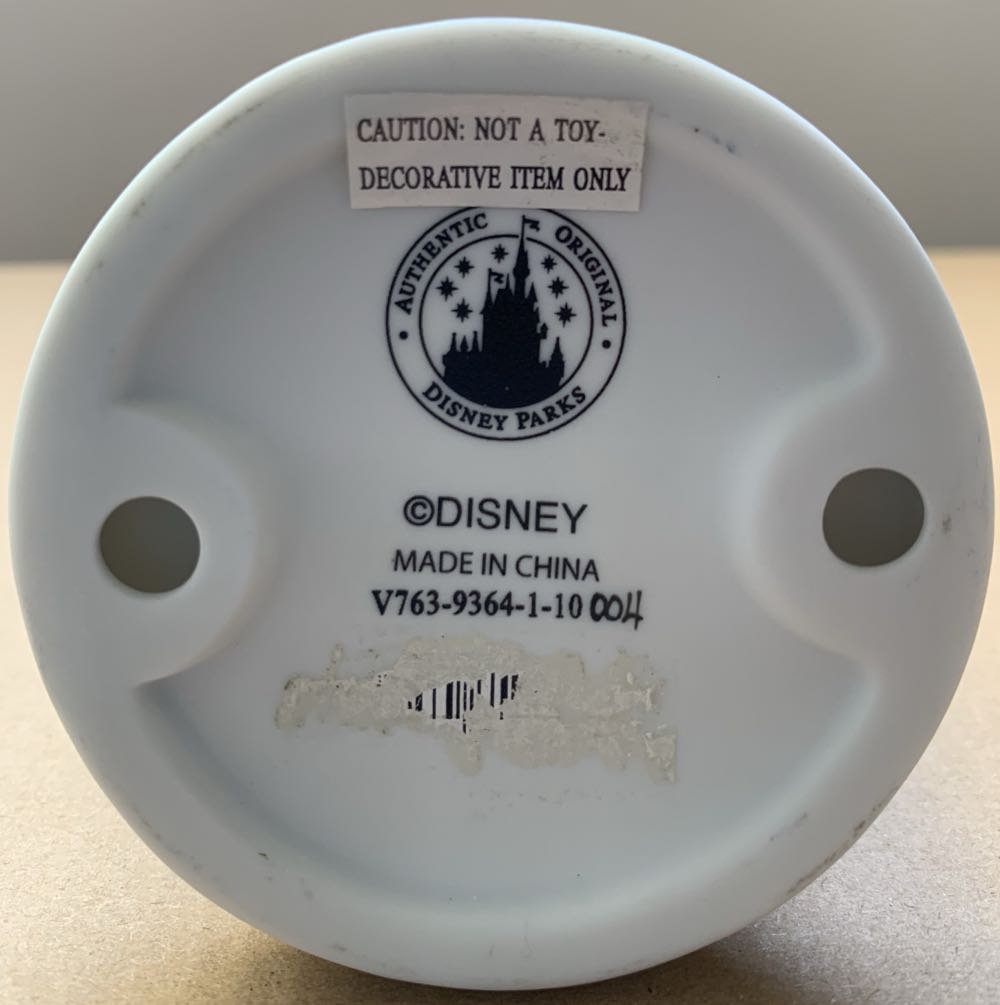 CAUTION: NOT A TOY-
DECORATIVE ITEM ONLY
AUTHENTIC ORIGINAL
DISNEY PARKS
©DISNEY
MADE IN CHINA
V763-9364-1-10 004